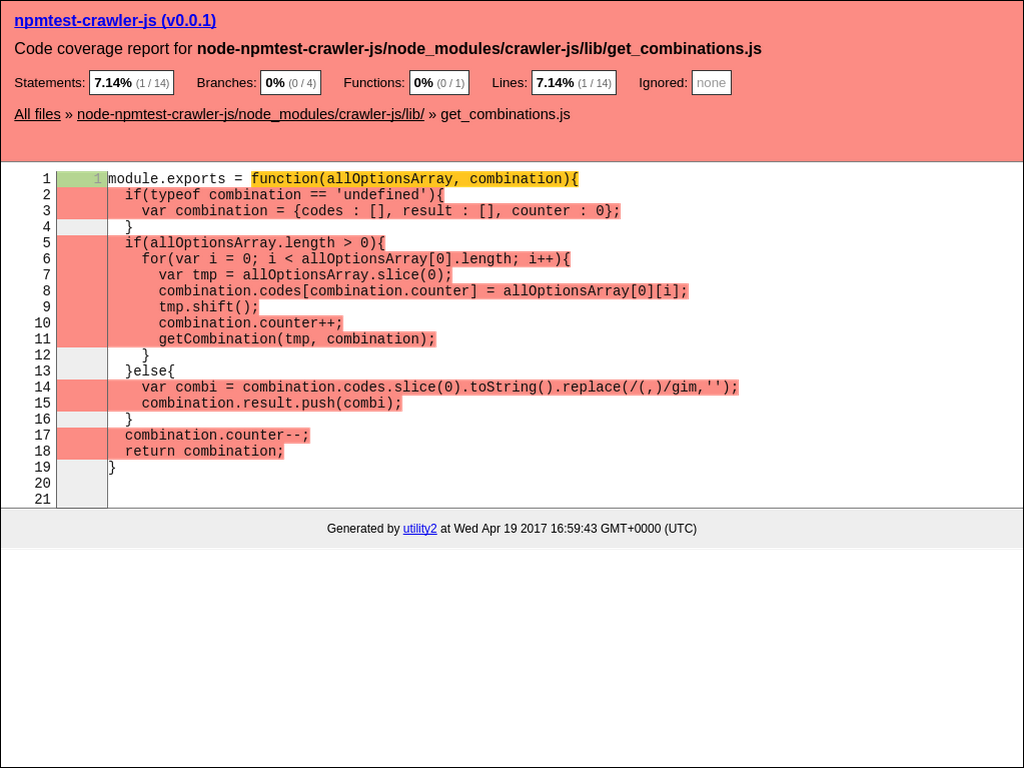 npmtest-crawler-js (v0.0.1)
Code coverage report for node-npmtest-crawler-js/node_modules/crawler-js/lib/get_combinations.js
Statements: 7.14% (1 / 14) Branches: 0% (0 / 4) Functions: 0% (0 / 1) Lines: 7.14% (1 / 14) Ignored: none
All files » node-npmtest-crawler-js/node_modules/crawler-js/lib/ » get_combinations.js
1 1 module.exports = function(allOptionsArray, combination){
2   if(typeof combination == 'undefined'){
3     var combination = {codes : [], result : [], counter : 0};
4   }
5   if(allOptionsArray.length > 0){
6     for(var i = 0; i < allOptionsArray[0].length; i++){
7       var tmp = allOptionsArray.slice(0);
8       combination.codes[combination.counter] = allOptionsArray[0][i];
9       tmp.shift();
10       combination.counter++;
11       getCombination(tmp, combination);
12     }
13   }else{
14     var combi = combination.codes.slice(0).toString().replace(/(,)/gim,'');
15     combination.result.push(combi);
16   }
17   combination.counter--;
18   return combination;
19 }
20
21
Generated by utility2 at Wed Apr 19 2017 16:59:43 GMT+0000 (UTC)